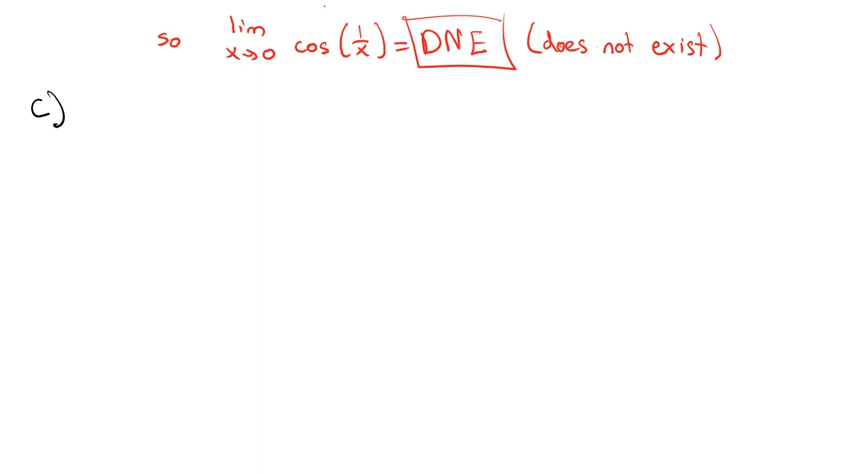 so lim x→0 cos(1/x) = DNE (does not exist)
c)